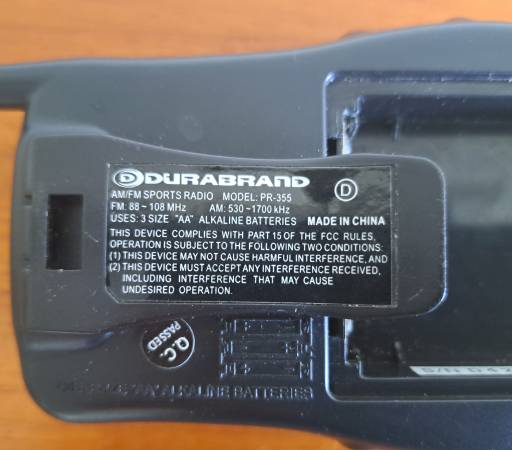 DURABRAND
D
AM/FM SPORTS RADIO MODEL: PR-355
FM: 88~108 MHz AM: 530~1700 kHz
USES: 3 SIZE "AA" ALKALINE BATTERIES MADE IN CHINA
THIS DEVICE COMPLIES WITH PART 15 OF THE FCC RULES.
OPERATION IS SUBJECT TO THE FOLLOWING TWO CONDITIONS:
(1) THIS DEVICE MAY NOT CAUSE HARMFUL INTERFERENCE, AND
(2) THIS DEVICE MUST ACCEPT ANY INTERFERENCE RECEIVED,
INCLUDING INTERFERENCE THAT MAY CAUSE
UNDESIRED OPERATION.
Q.C.
PASSED
SIZE "AA" ALKALINE BATTERIES
S/N